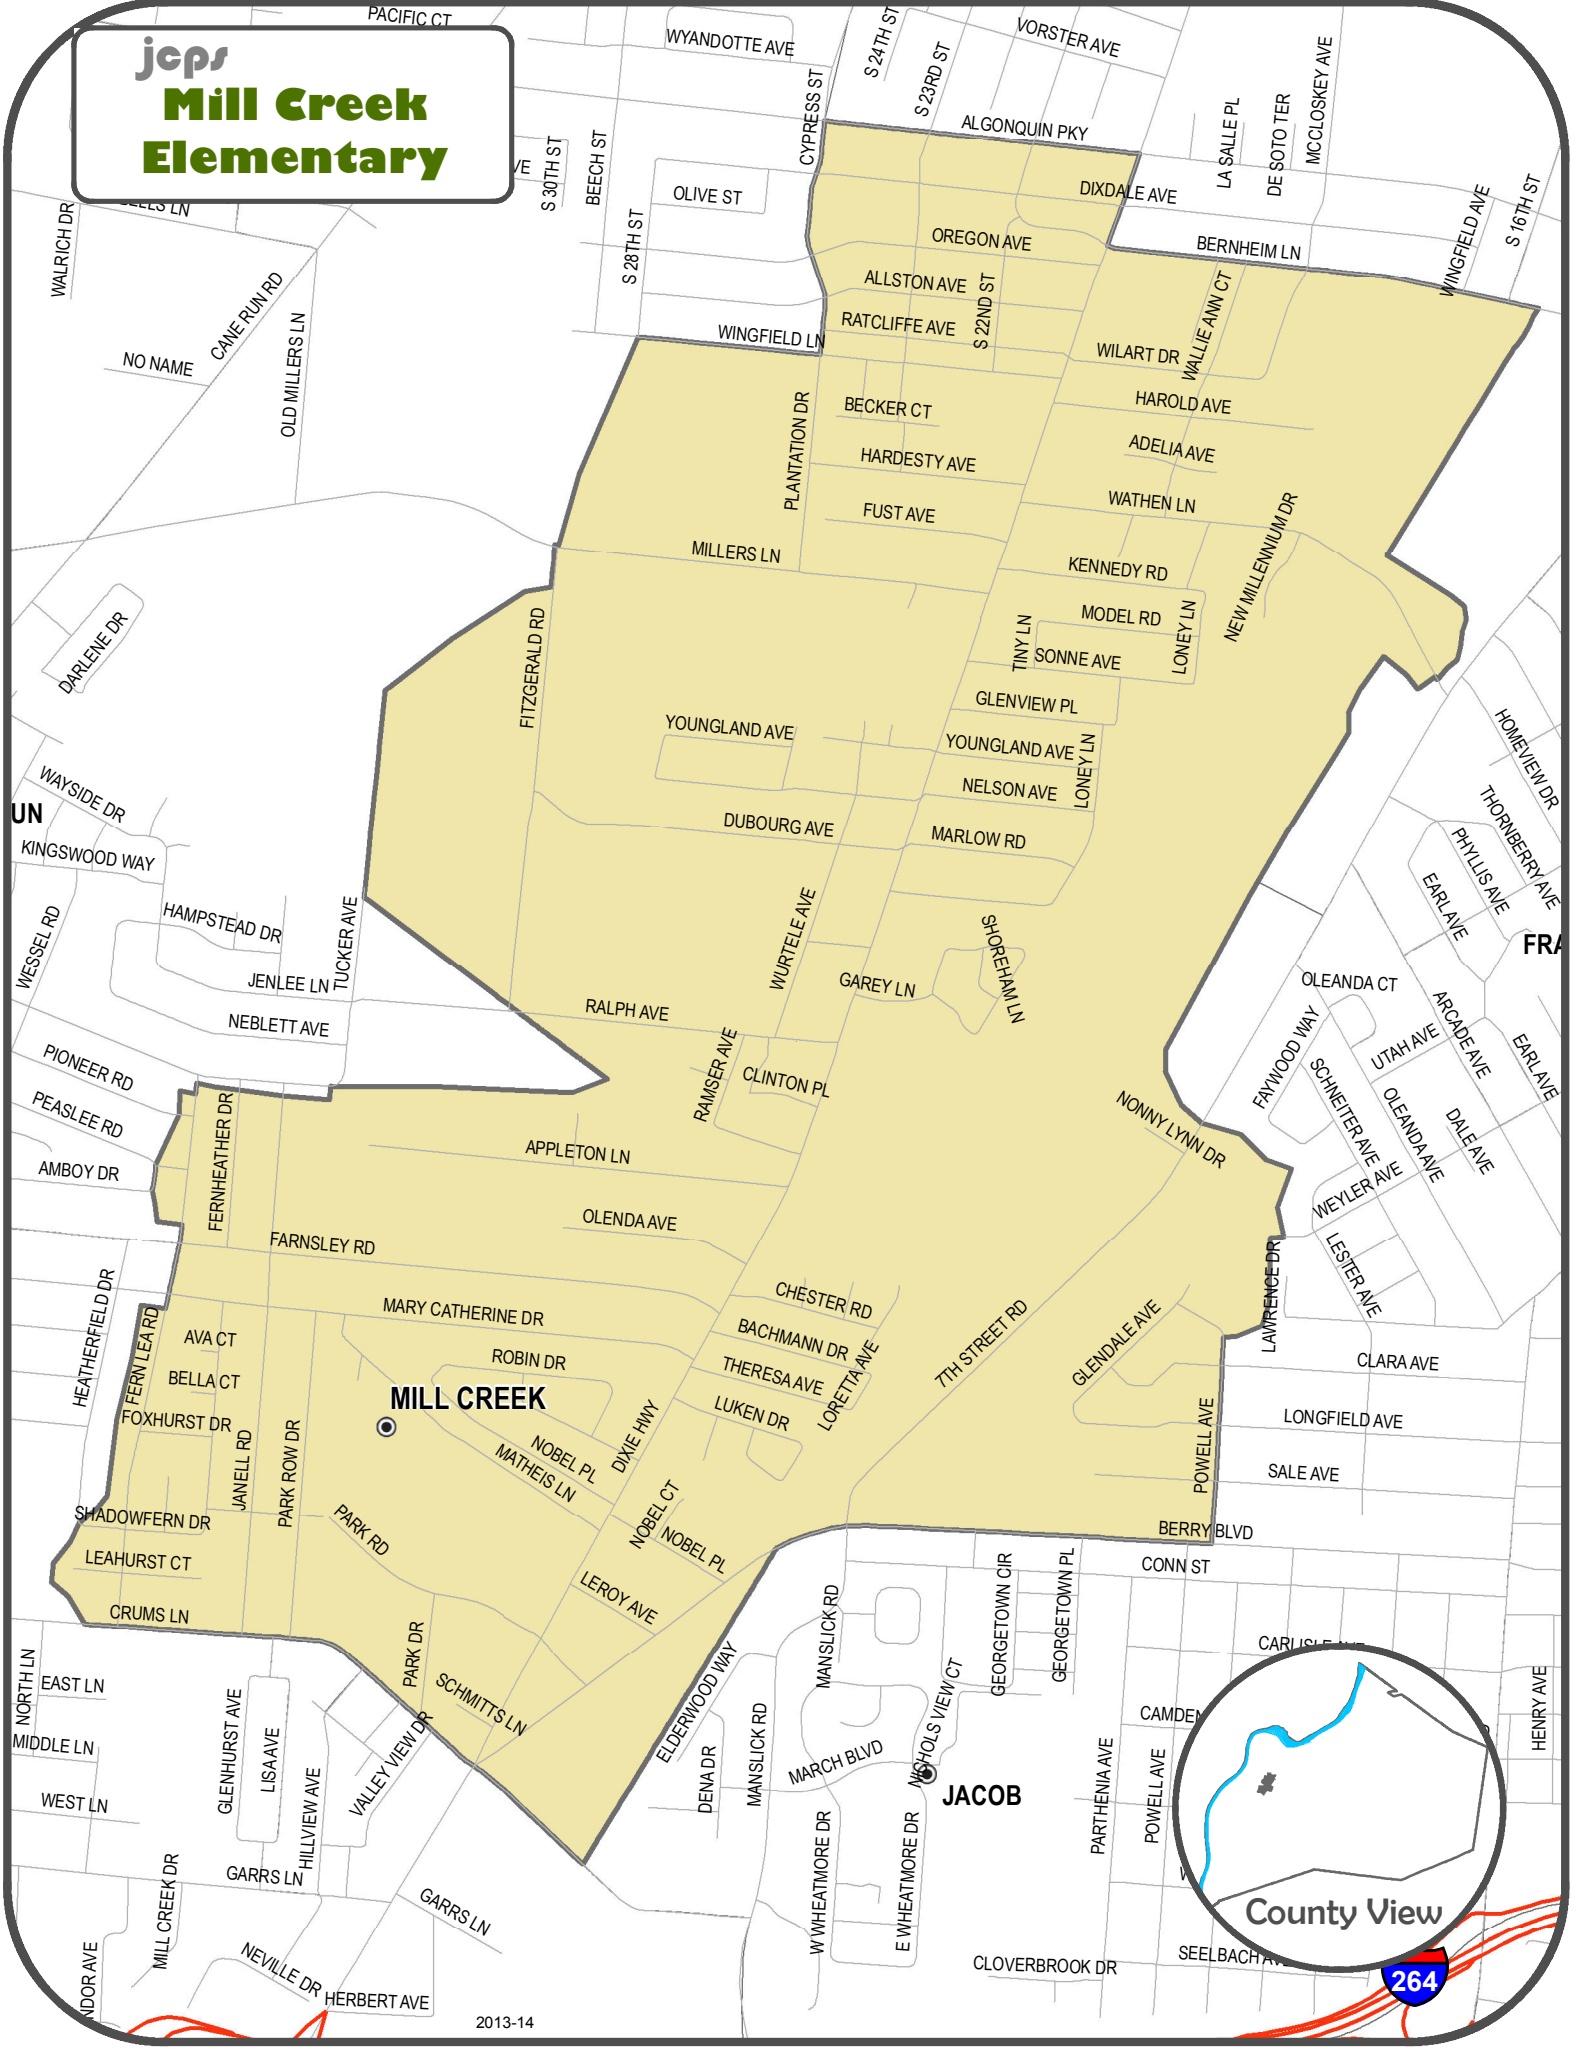 PACIFIC CT
jcps
Mill Creek
Elementary
WYANDOTTE AVE
S 24TH ST
VORSTER AVE
S 23RD ST
CYPRESS ST
MCCLOSKEY AVE
LA SALLE PL
DE SOTO TER
ALGONQUIN PKY
VE
S 30TH ST
BEECH ST
OLIVE ST
DIXDALE AVE
S 28TH ST
WINGFIELD AVE
S 16TH ST
WALRICH DR
OREGON AVE
BERNHEIM LN
CANE RUN RD
ALLSTON AVE
S 22ND ST
WALLIE ANN CT
RATCLIFFE AVE
WINGFIELD LN
WILART DR
NO NAME
OLD MILLERS LN
HAROLD AVE
BECKER CT
PLANTATION DR
ADELIA AVE
HARDESTY AVE
WATHEN LN
FUST AVE
NEW MILLENNIUM DR
MILLERS LN
KENNEDY RD
MODEL RD
LONEY LN
TINY LN
SONNE AVE
DARLENE DR
FITZGERALD RD
GLENVIEW PL
YOUNGLAND AVE
YOUNGLAND AVE
LONEY LN
NELSON AVE
HOMEVIEW DR
THORNBERRY AVE
WAYSIDE DR
UN
KINGSWOOD WAY
DUBOURG AVE
MARLOW RD
PHYLLIS AVE
EARL AVE
WURTELE AVE
SHOREHAM LN
HAMPSTEAD DR
TUCKER AVE
WESSEL RD
FRA
JENLEE LN
GAREY LN
OLEANDA CT
RALPH AVE
NEBLETT AVE
ARCADE AVE
FAYWOOD WAY
UTAH AVE
EARL AVE
PIONEER RD
RAMSER AVE
CLINTON PL
SCHNEITER AVE
OLEANDA AVE
PEASLEE RD
NONNY LYNN DR
DALE AVE
FERNHEATHER DR
APPLETON LN
AMBOY DR
WEYLER AVE
OLENDA AVE
FARNSLEY RD
LAWRENCE DR
LESTER AVE
HEATHERFIELD DR
CHESTER RD
MARY CATHERINE DR
FERN LEA RD
AVA CT
BACHMANN DR
7TH STREET RD
GLENDALE AVE
ROBIN DR
THERESA AVE
LORETTA AVE
CLARA AVE
BELLA CT
MILL CREEK
LUKEN DR
FOXHURST DR
DIXIE HWY
LONGFIELD AVE
POWELL AVE
JANELL RD
PARK ROW DR
NOBEL PL
MATHEIS LN
SALE AVE
SHADOWFERN DR
PARK RD
NOBEL CT
NOBEL PL
BERRY BLVD
LEAHURST CT
CONN ST
LEROY AVE
GEORGETOWN CIR
GEORGETOWN PL
MANSLICK RD
CRUMS LN
PARK DR
CARLISLE AVE
NORTH LN
EAST LN
SCHMITTS LN
ELDERWOOD WAY
NICHOLS VIEW CT
HENRY AVE
CAMDEN
GLENHURST AVE
LISA AVE
VALLEY VIEW DR
MANSLICK RD
MIDDLE LN
MARCH BLVD
DENA DR
HILLVIEW AVE
JACOB
PARTHENIA AVE
POWELL AVE
WEST LN
W WHEATMORE DR
E WHEATMORE DR
GARRS LN
MILL CREEK DR
GARRS LN
County View
NEVILLE DR
CLOVERBROOK DR
SEELBACH AVE
264
NDOR AVE
HERBERT AVE
2013-14